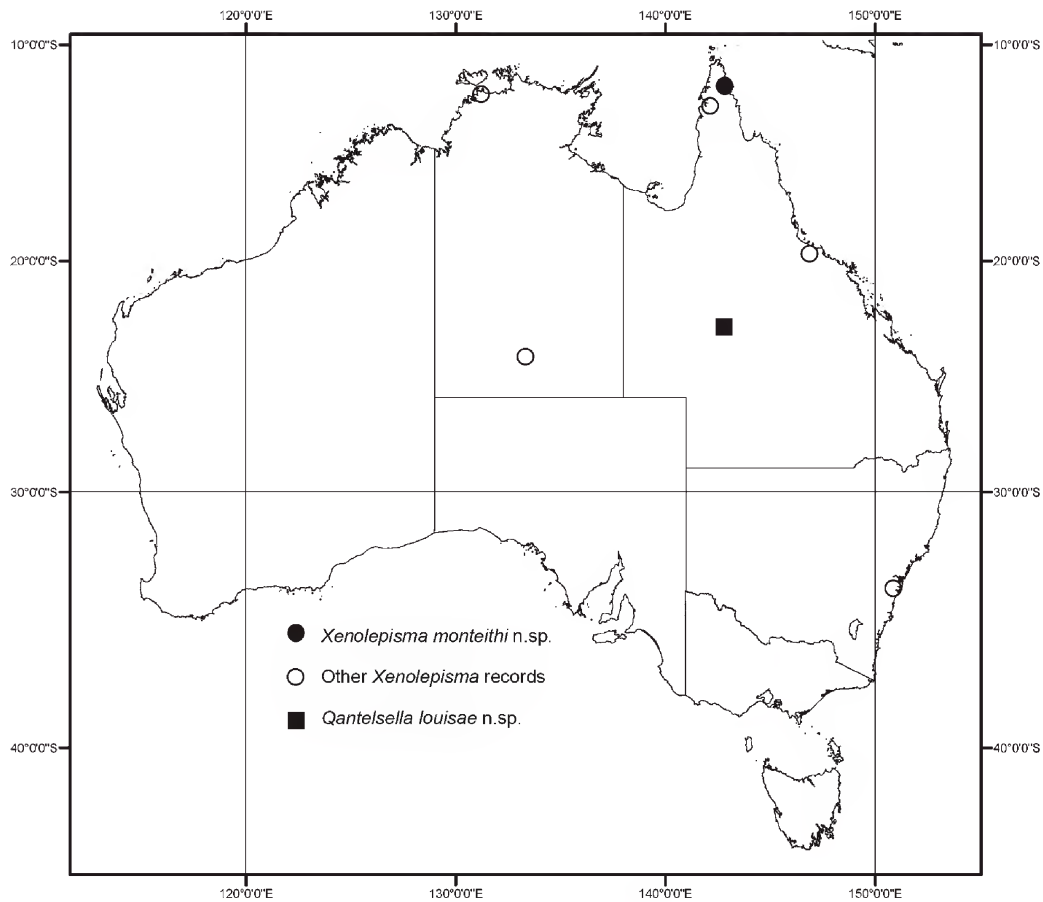 120°0'0"E 130°0'0"E 140°0'0"E 150°0'0"E
10°0'0"S 10°0'0"S
20°0'0"S 20°0'0"S
30°0'0"S 30°0'0"S
Xenolepisma monteithi n.sp.
Other Xenolepisma records
Qantelsella louisae n.sp.
40°0'0"S 40°0'0"S
120°0'0"E 130°0'0"E 140°0'0"E 150°0'0"E